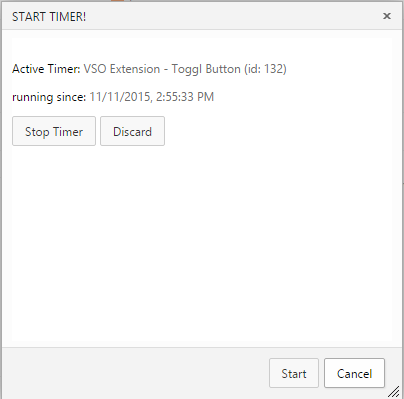 START TIMER!
Active Timer: VSO Extension - Toggl Button (id: 132)
running since: 11/11/2015, 2:55:33 PM
Stop Timer Discard
Start Cancel